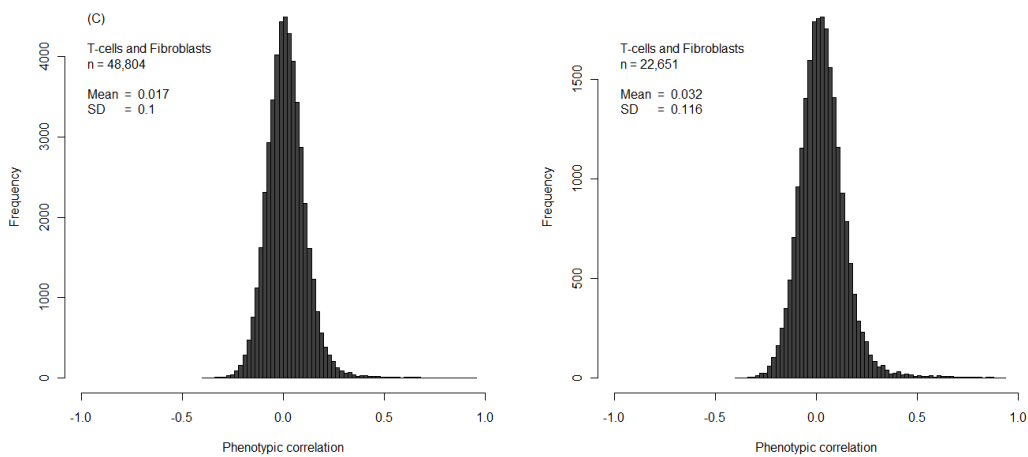 (C)
T-cells and Fibroblasts
n = 48,804
Mean = 0.017
SD = 0.1
Frequency
4000
3000
2000
1000
0
-1.0 -0.5 0.0 0.5 1.0
Phenotypic correlation
T-cells and Fibroblasts
n = 22,651
Mean = 0.032
SD = 0.116
Frequency
1500
1000
500
0
-1.0 -0.5 0.0 0.5 1.0
Phenotypic correlation